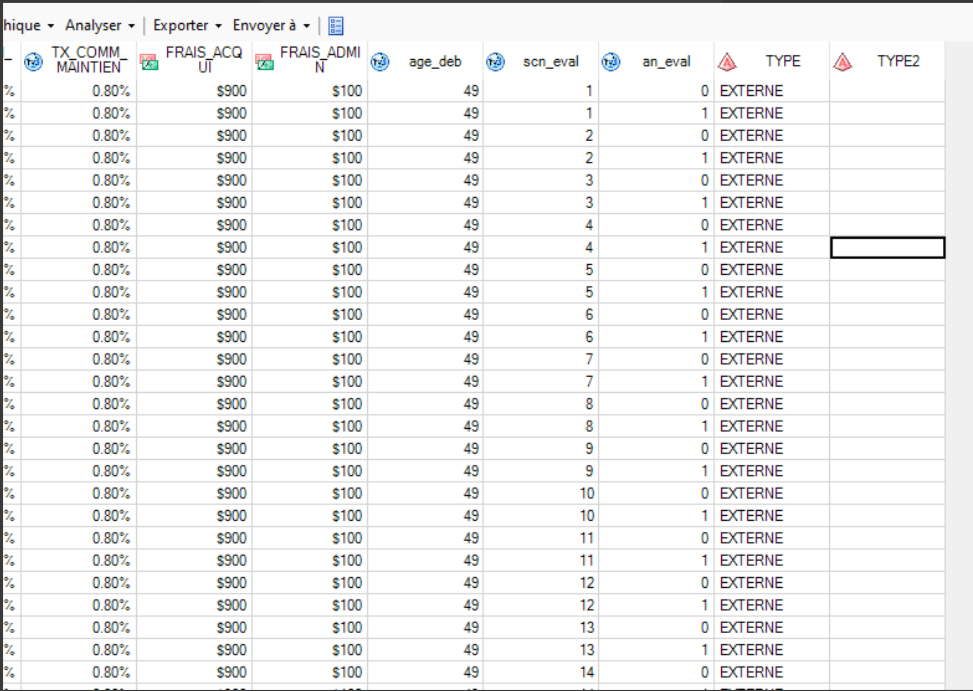 hique Analyser Exporter Envoyer à
TX_COMM_MAINTIEN FRAIS_ACQUI FRAIS_ADMIN age_deb scn_eval an_eval TYPE TYPE2
% 0.80% $900 $100 49 1 0 EXTERNE
% 0.80% $900 $100 49 1 1 EXTERNE
% 0.80% $900 $100 49 2 0 EXTERNE
% 0.80% $900 $100 49 2 1 EXTERNE
% 0.80% $900 $100 49 3 0 EXTERNE
% 0.80% $900 $100 49 3 1 EXTERNE
% 0.80% $900 $100 49 4 0 EXTERNE
% 0.80% $900 $100 49 4 1 EXTERNE
% 0.80% $900 $100 49 5 0 EXTERNE
% 0.80% $900 $100 49 5 1 EXTERNE
% 0.80% $900 $100 49 6 0 EXTERNE
% 0.80% $900 $100 49 6 1 EXTERNE
% 0.80% $900 $100 49 7 0 EXTERNE
% 0.80% $900 $100 49 7 1 EXTERNE
% 0.80% $900 $100 49 8 0 EXTERNE
% 0.80% $900 $100 49 8 1 EXTERNE
% 0.80% $900 $100 49 9 0 EXTERNE
% 0.80% $900 $100 49 9 1 EXTERNE
% 0.80% $900 $100 49 10 0 EXTERNE
% 0.80% $900 $100 49 10 1 EXTERNE
% 0.80% $900 $100 49 11 0 EXTERNE
% 0.80% $900 $100 49 11 1 EXTERNE
% 0.80% $900 $100 49 12 0 EXTERNE
% 0.80% $900 $100 49 12 1 EXTERNE
% 0.80% $900 $100 49 13 0 EXTERNE
% 0.80% $900 $100 49 13 1 EXTERNE
% 0.80% $900 $100 49 14 0 EXTERNE